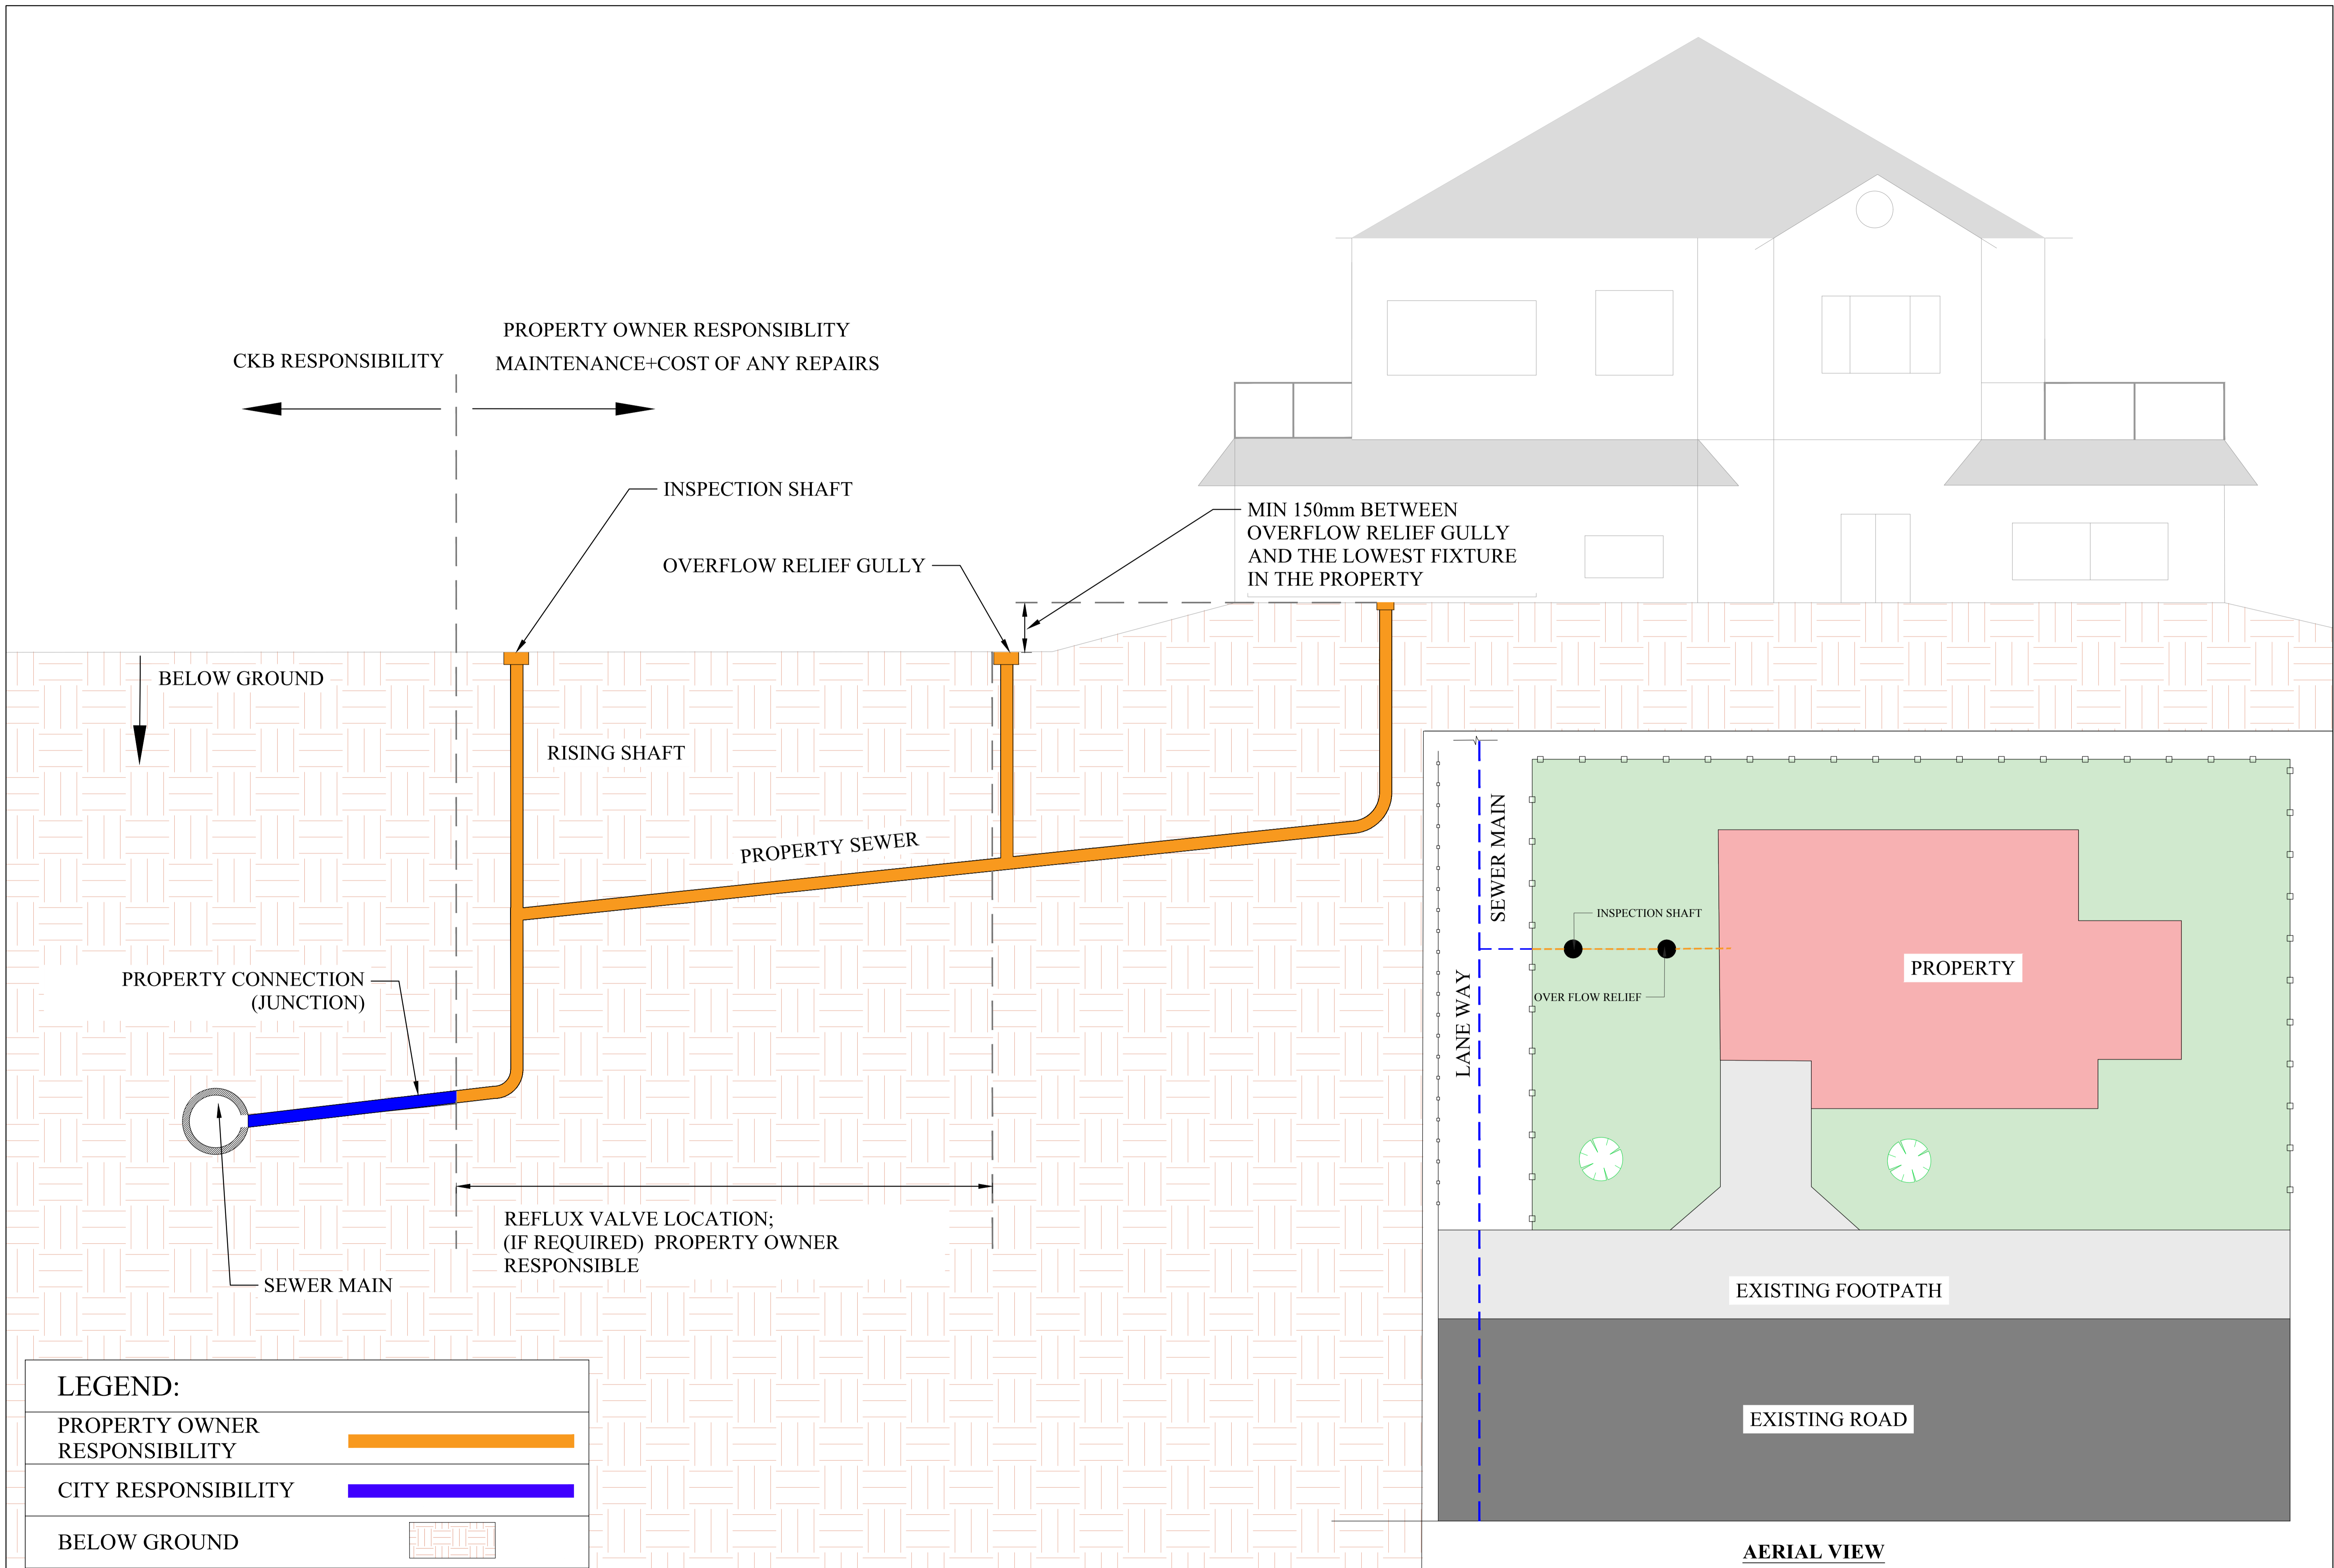 PROPERTY OWNER RESPONSIBLITY
MAINTENANCE+COST OF ANY REPAIRS
CKB RESPONSIBILITY
INSPECTION SHAFT
OVERFLOW RELIEF GULLY
MIN 150mm BETWEEN
OVERFLOW RELIEF GULLY
AND THE LOWEST FIXTURE
IN THE PROPERTY
BELOW GROUND
RISING SHAFT
PROPERTY SEWER
PROPERTY CONNECTION
(JUNCTION)
REFLUX VALVE LOCATION;
(IF REQUIRED) PROPERTY OWNER
RESPONSIBLE
SEWER MAIN
LEGEND:
PROPERTY OWNER
RESPONSIBILITY
CITY RESPONSIBILITY
BELOW GROUND
SEWER MAIN
INSPECTION SHAFT
PROPERTY
OVER FLOW RELIEF
LANE WAY
EXISTING FOOTPATH
EXISTING ROAD
AERIAL VIEW